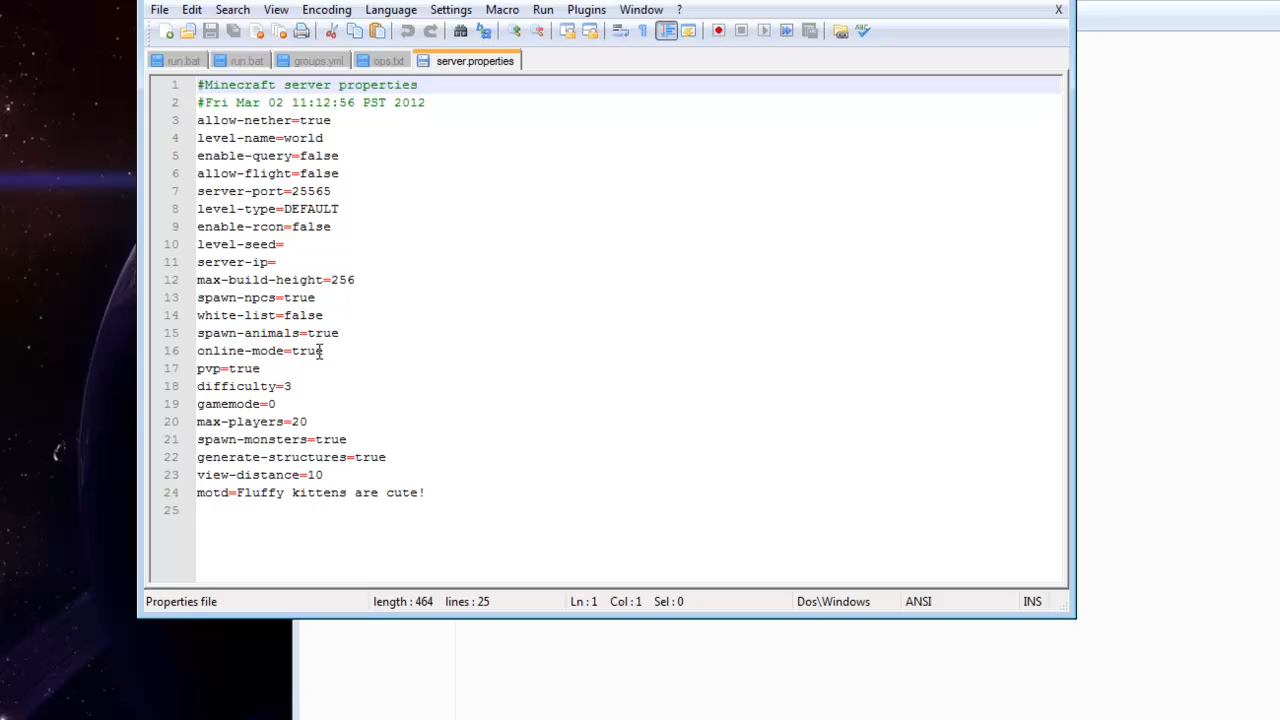 File Edit Search View Encoding Language Settings Macro Run Plugins Window ? X
run.bat run.bat groups.yml ops.txt server.properties
1 #Minecraft server properties
2 #Fri Mar 02 11:12:56 PST 2012
3 allow-nether=true
4 level-name=world
5 enable-query=false
6 allow-flight=false
7 server-port=25565
8 level-type=DEFAULT
9 enable-rcon=false
10 level-seed=
11 server-ip=
12 max-build-height=256
13 spawn-npcs=true
14 white-list=false
15 spawn-animals=true
16 online-mode=true
17 pvp=true
18 difficulty=3
19 gamemode=0
20 max-players=20
21 spawn-monsters=true
22 generate-structures=true
23 view-distance=10
24 motd=Fluffy kittens are cute!
25
Properties file length : 464 lines : 25 Ln : 1 Col : 1 Sel : 0 Dos\Windows ANSI INS